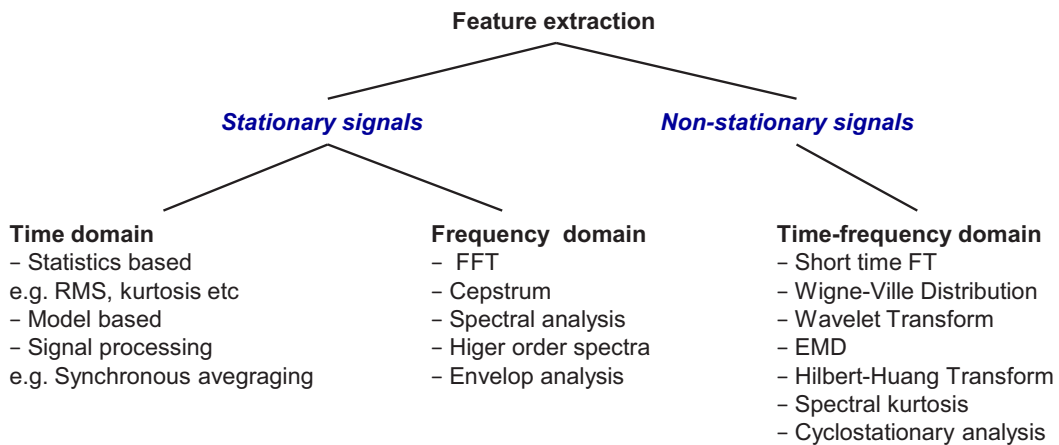 Feature extraction
Stationary signals
Non-stationary signals
Time domain
– Statistics based
e.g. RMS, kurtosis etc
– Model based
– Signal processing
e.g. Synchronous avegraging
Frequency domain
– FFT
– Cepstrum
– Spectral analysis
– Higer order spectra
– Envelop analysis
Time-frequency domain
– Short time FT
– Wigne-Ville Distribution
– Wavelet Transform
– EMD
– Hilbert-Huang Transform
– Spectral kurtosis
– Cyclostationary analysis